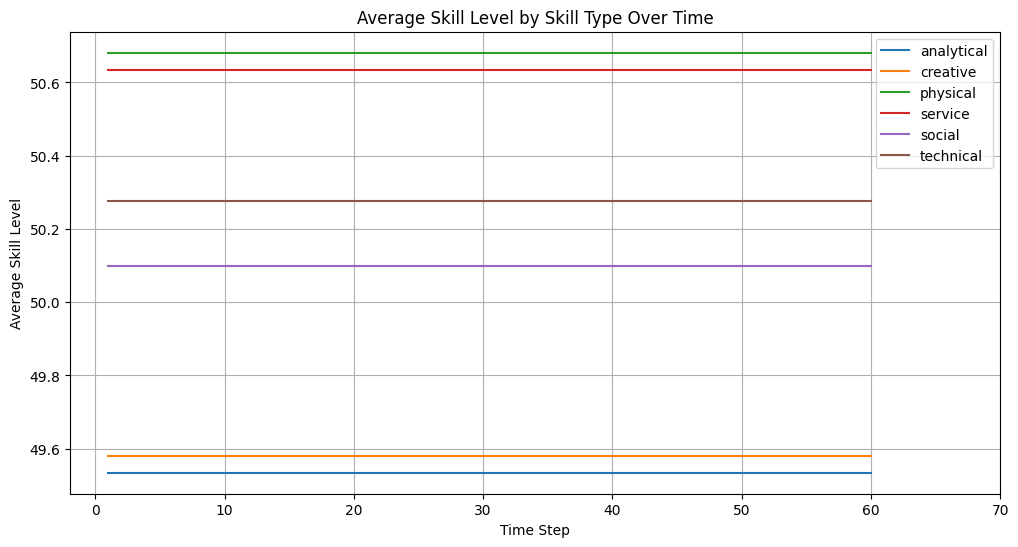 Average Skill Level by Skill Type Over Time
Average Skill Level
50.6
50.4
50.2
50.0
49.8
49.6
0 10 20 30 40 50 60 70
Time Step
analytical
creative
physical
service
social
technical